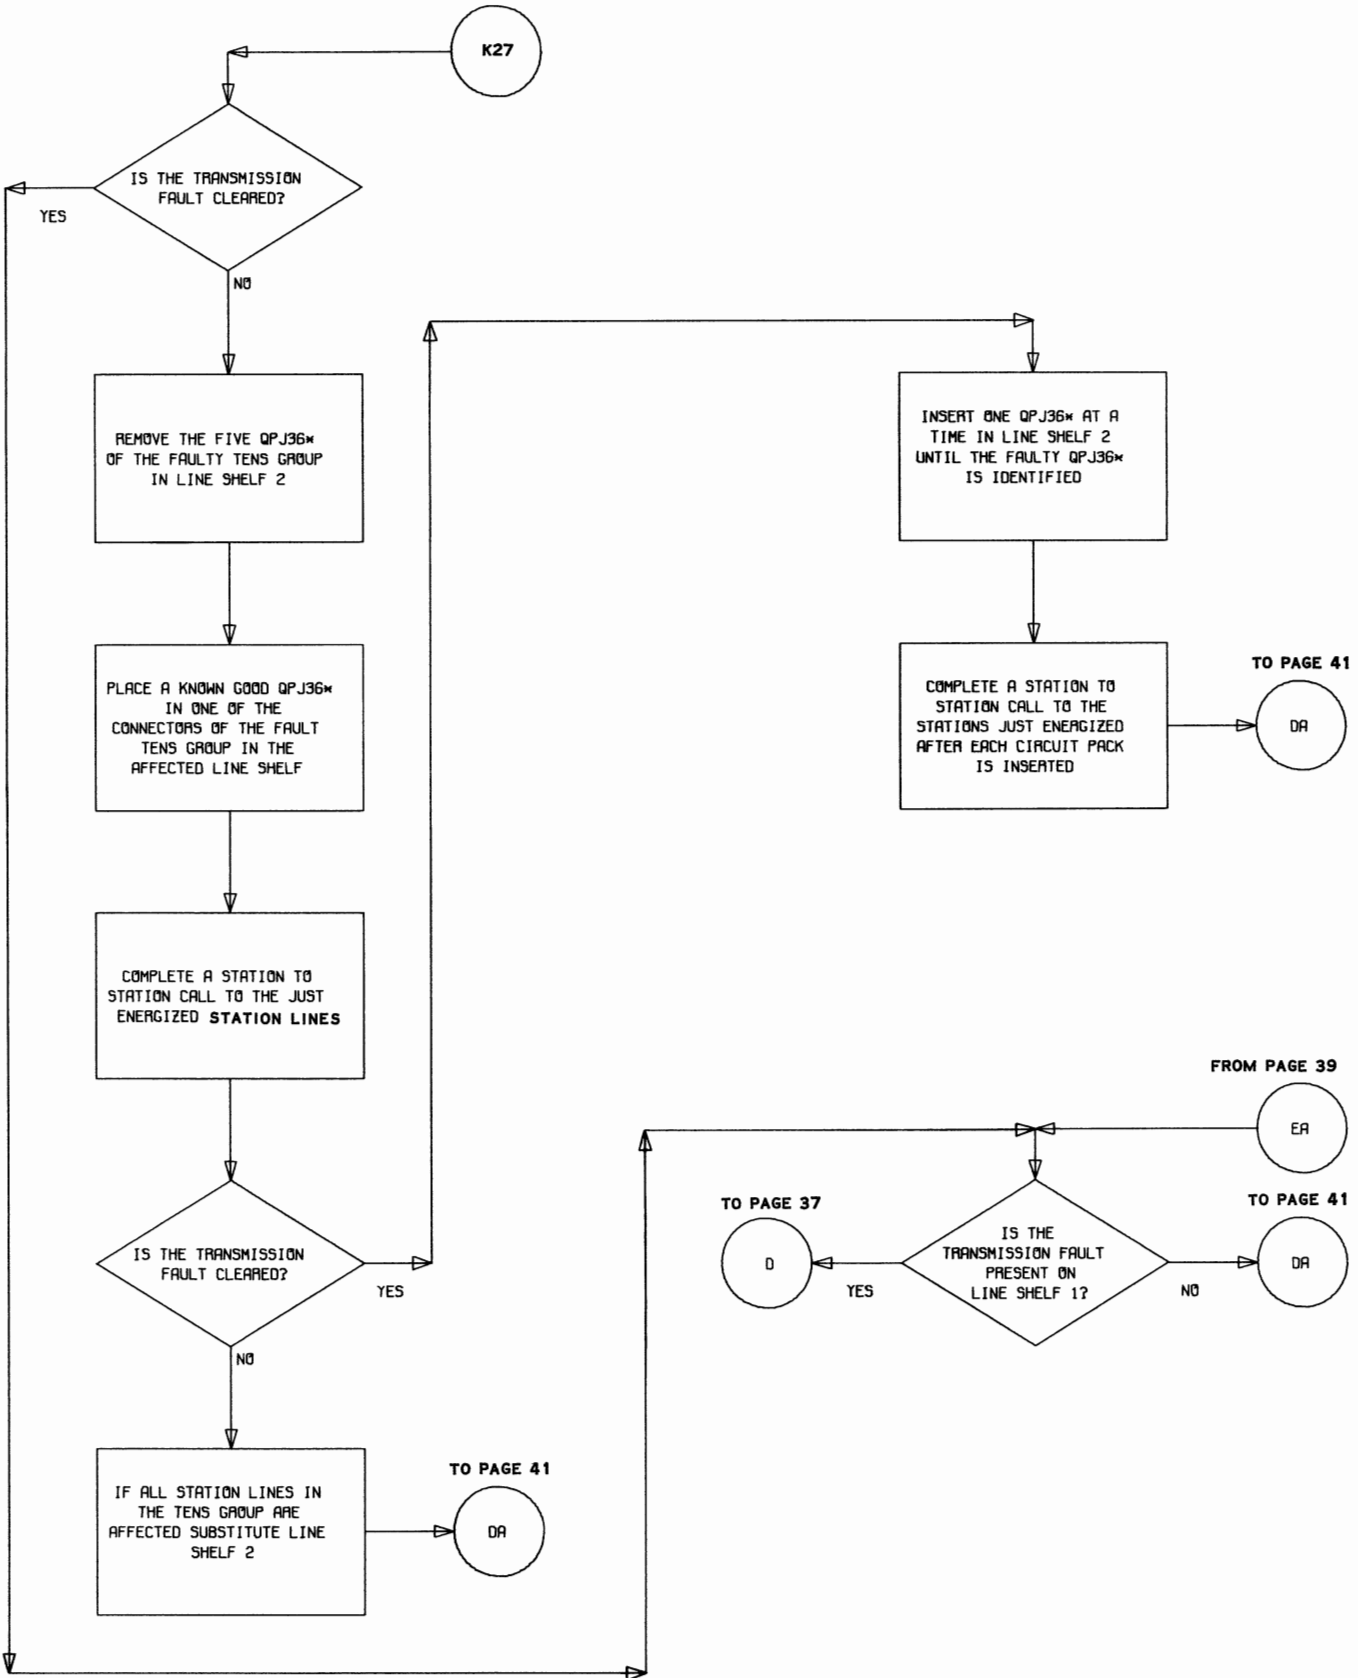 K27
IS THE TRANSMISSION
FAULT CLEARED?
YES
NO
REMOVE THE FIVE QPJ36*
OF THE FAULTY TENS GROUP
IN LINE SHELF 2
PLACE A KNOWN GOOD QPJ36*
IN ONE OF THE
CONNECTORS OF THE FAULT
TENS GROUP IN THE
AFFECTED LINE SHELF
COMPLETE A STATION TO
STATION CALL TO THE JUST
ENERGIZED STATION LINES
IS THE TRANSMISSION
FAULT CLEARED?
YES
NO
IF ALL STATION LINES IN
THE TENS GROUP ARE
AFFECTED SUBSTITUTE LINE
SHELF 2
TO PAGE 41
DA
INSERT ONE QPJ36* AT A
TIME IN LINE SHELF 2
UNTIL THE FAULTY QPJ36*
IS IDENTIFIED
COMPLETE A STATION TO
STATION CALL TO THE
STATIONS JUST ENERGIZED
AFTER EACH CIRCUIT PACK
IS INSERTED
TO PAGE 41
DA
FROM PAGE 39
EA
TO PAGE 37
D
YES
IS THE
TRANSMISSION FAULT
PRESENT ON
LINE SHELF 1?
NO
TO PAGE 41
DA